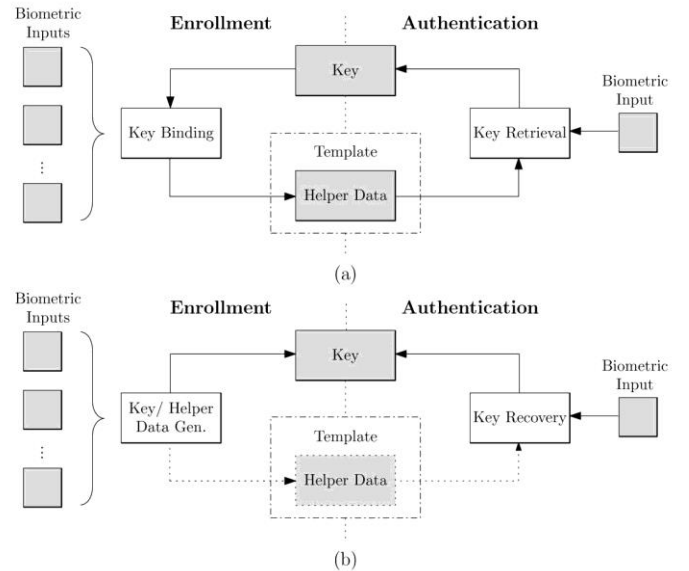 Biometric
Inputs
Enrollment
Authentication
Key
Biometric
Input
Key Binding
Key Retrieval
Template
Helper Data
⋮
(a)
Biometric
Inputs
Enrollment
Authentication
Key
Biometric
Input
Key/ Helper
Data Gen.
Key Recovery
Template
Helper Data
⋮
(b)